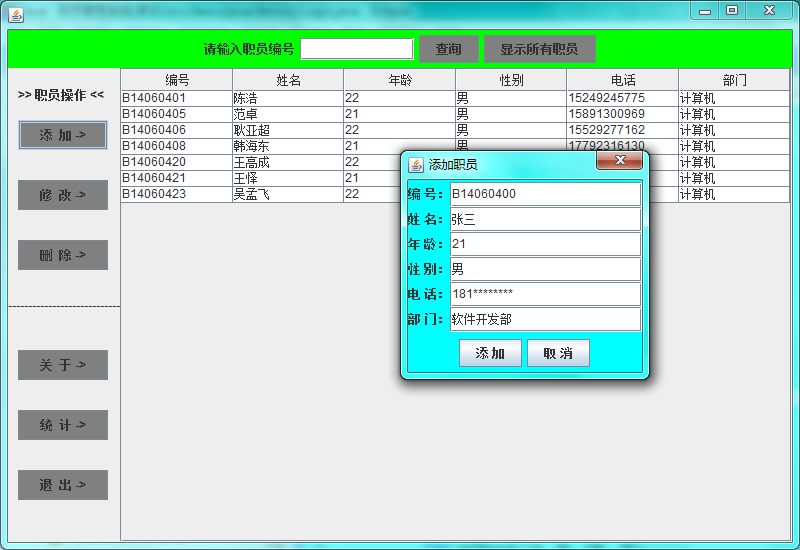 请输入职员编号 查询 显示所有职员
>> 职员操作 <<
添 加 ->
修 改 ->
删 除 ->
关 于 ->
统 计 ->
退 出 ->
编号 姓名 年龄 性别 电话 部门
B14060401 陈浩 22 男 15249245775 计算机
B14060405 范卓 21 男 15891300969 计算机
B14060406 耿亚超 22 男 15529277162 计算机
B14060408 韩海东 21 男 17792316130 计算机
B14060420 王高成 22 计算机
B14060421 王怿 21 计算机
B14060423 吴孟飞 22 计算机
添加职员
编 号： B14060400
姓 名： 张三
年 龄： 21
性 别： 男
电 话： 181********
部 门： 软件开发部
添 加 取 消